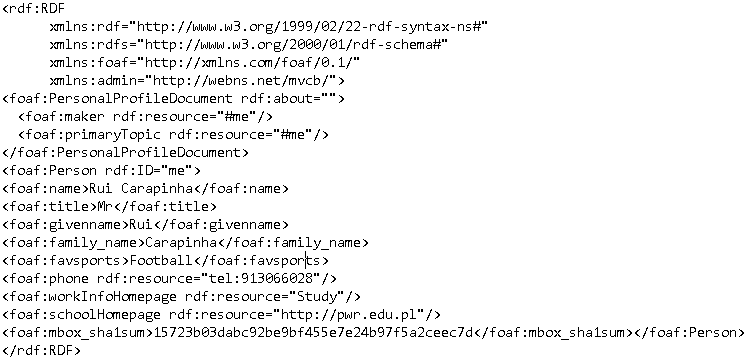 <rdf:RDF
xmlns:rdf="http://www.w3.org/1999/02/22-rdf-syntax-ns#"
xmlns:rdfs="http://www.w3.org/2000/01/rdf-schema#"
xmlns:foaf="http://xmlns.com/foaf/0.1/"
xmlns:admin="http://webns.net/mvcb/">
<foaf:PersonalProfileDocument rdf:about="">
<foaf:maker rdf:resource="#me"/>
<foaf:primaryTopic rdf:resource="#me"/>
</foaf:PersonalProfileDocument>
<foaf:Person rdf:ID="me">
<foaf:name>Rui Carapinha</foaf:name>
<foaf:title>Mr</foaf:title>
<foaf:givenname>Rui</foaf:givenname>
<foaf:family_name>Carapinha</foaf:family_name>
<foaf:favsports>Football</foaf:favsports>
<foaf:phone rdf:resource="tel:913066028"/>
<foaf:workInfoHomepage rdf:resource="Study"/>
<foaf:schoolHomepage rdf:resource="http://pwr.edu.pl"/>
<foaf:mbox_sha1sum>15723b03dabc92be9bf455e7e24b97f5a2ceec7d</foaf:mbox_sha1sum></foaf:Person>
</rdf:RDF>